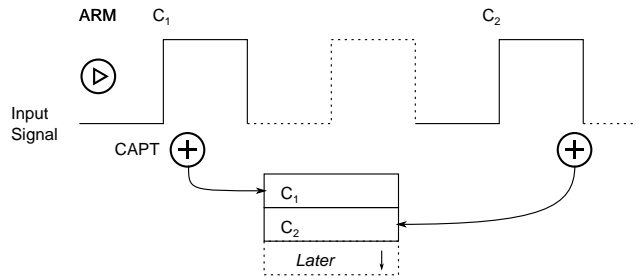 ARM C₁ C₂
Input
Signal
CAPT
C₁
C₂
Later